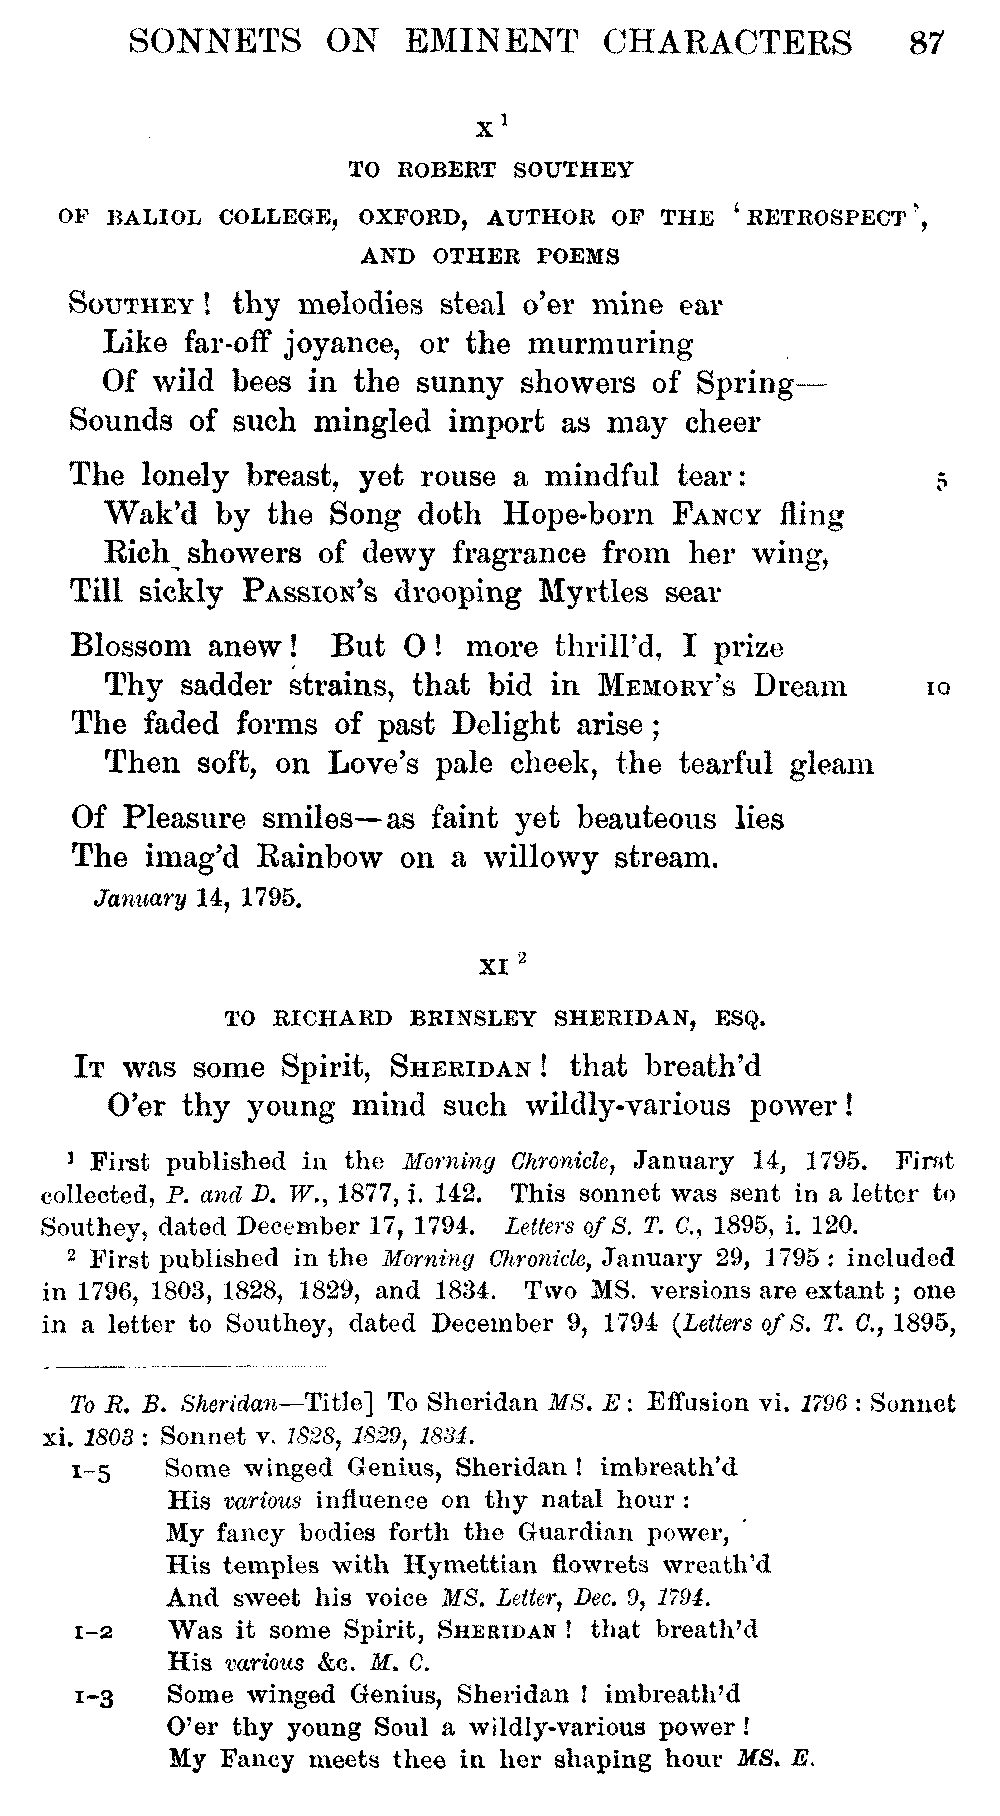 SONNETS ON EMINENT CHARACTERS 87
X ¹
TO ROBERT SOUTHEY
OF BALIOL COLLEGE, OXFORD, AUTHOR OF THE ‘RETROSPECT’,
AND OTHER POEMS
SOUTHEY! thy melodies steal o’er mine ear
Like far-off joyance, or the murmuring
Of wild bees in the sunny showers of Spring—
Sounds of such mingled import as may cheer
The lonely breast, yet rouse a mindful tear: 5
Wak’d by the Song doth Hope-born FANCY fling
Rich showers of dewy fragrance from her wing,
Till sickly PASSION’S drooping Myrtles sear
Blossom anew! But O! more thrill’d, I prize
Thy sadder strains, that bid in MEMORY’S Dream 10
The faded forms of past Delight arise;
Then soft, on Love’s pale cheek, the tearful gleam
Of Pleasure smiles—as faint yet beauteous lies
The imag’d Rainbow on a willowy stream.
January 14, 1795.
XI ²
TO RICHARD BRINSLEY SHERIDAN, ESQ.
IT was some Spirit, SHERIDAN! that breath’d
O’er thy young mind such wildly-various power!
¹ First published in the Morning Chronicle, January 14, 1795. First
collected, P. and D. W., 1877, i. 142. This sonnet was sent in a letter to
Southey, dated December 17, 1794. Letters of S. T. C., 1895, i. 120.
² First published in the Morning Chronicle, January 29, 1795: included
in 1796, 1803, 1828, 1829, and 1834. Two MS. versions are extant; one
in a letter to Southey, dated December 9, 1794 (Letters of S. T. C., 1895,
To R. B. Sheridan—Title] To Sheridan MS. E: Effusion vi. 1796: Sonnet
xi. 1803: Sonnet v. 1828, 1829, 1834.
1-5 Some winged Genius, Sheridan! imbreath’d
His various influence on thy natal hour:
My fancy bodies forth the Guardian power,
His temples with Hymettian flowrets wreath’d
And sweet his voice MS. Letter, Dec. 9, 1794.
1-2 Was it some Spirit, SHERIDAN! that breath’d
His various &c. M. C.
1-3 Some winged Genius, Sheridan! imbreath’d
O’er thy young Soul a wildly-various power!
My Fancy meets thee in her shaping hour MS. E.